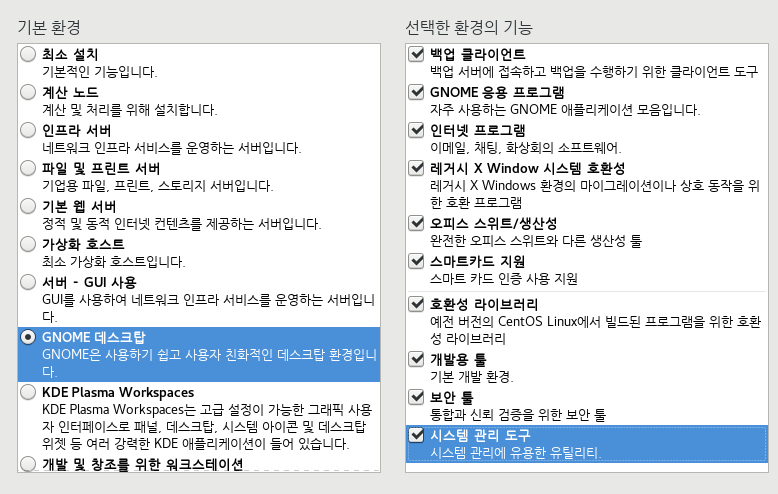 기본 환경
최소 설치
기본적인 기능입니다.
계산 노드
계산 및 처리를 위해 설치합니다.
인프라 서버
네트워크 인프라 서비스를 운영하는 서버입니다.
파일 및 프린트 서버
기업용 파일, 프린트, 스토리지 서버입니다.
기본 웹 서버
정적 및 동적 인터넷 컨텐츠를 제공하는 서버입니다.
가상화 호스트
최소 가상화 호스트입니다.
서버 - GUI 사용
GUI를 사용하여 네트워크 인프라 서비스를 운영하는 서버입니
다.
GNOME 데스크탑
GNOME은 사용하기 쉽고 사용자 친화적인 데스크탑 환경입니
다.
KDE Plasma Workspaces
KDE Plasma Workspaces는 고급 설정이 가능한 그래픽 사용
자 인터페이스로 패널, 데스크탑, 시스템 아이콘 및 데스크탑
위젯 등 여러 강력한 KDE 애플리케이션이 들어 있습니다.
개발 및 창조를 위한 워크스테이션
선택한 환경의 기능
백업 클라이언트
백업 서버에 접속하고 백업을 수행하기 위한 클라이언트 도구
GNOME 응용 프로그램
자주 사용하는 GNOME 애플리케이션 모음입니다.
인터넷 프로그램
이메일, 채팅, 화상회의 소프트웨어.
레거시 X Window 시스템 호환성
레거시 X Windows 환경의 마이그레이션이나 상호 동작을 위
한 호환 프로그램
오피스 스위트/생산성
완전한 오피스 스위트와 다른 생산성 툴
스마트카드 지원
스마트 카드 인증 사용 지원
호환성 라이브러리
예전 버전의 CentOS Linux에서 빌드된 프로그램을 위한 호환
성 라이브러리
개발용 툴
기본 개발 환경.
보안 툴
통합과 신뢰 검증을 위한 보안 툴
시스템 관리 도구
시스템 관리에 유용한 유틸리티.